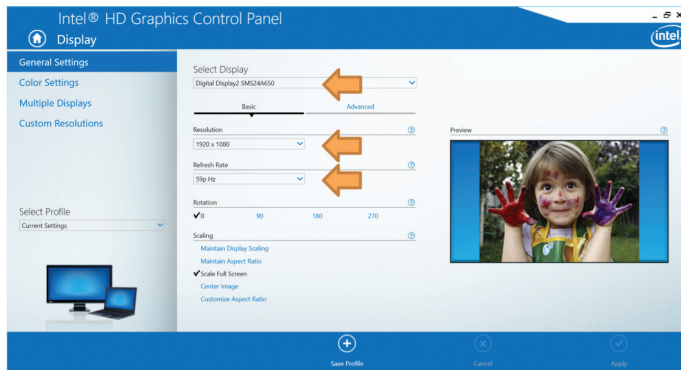 Intel® HD Graphics Control Panel
Display
intel
General Settings
Color Settings
Multiple Displays
Custom Resolutions
Select Profile
Current Settings
Select Display
Digital Display2 SMS24A650
Basic
Advanced
Resolution
?
1920 x 1080
Refresh Rate
?
59p Hz
Rotation
?
✔0 90 180 270
Scaling
?
Maintain Display Scaling
Maintain Aspect Ratio
✔Scale Full Screen
Center Image
Customize Aspect Ratio
Preview
?
Save Profile
Cancel
Apply